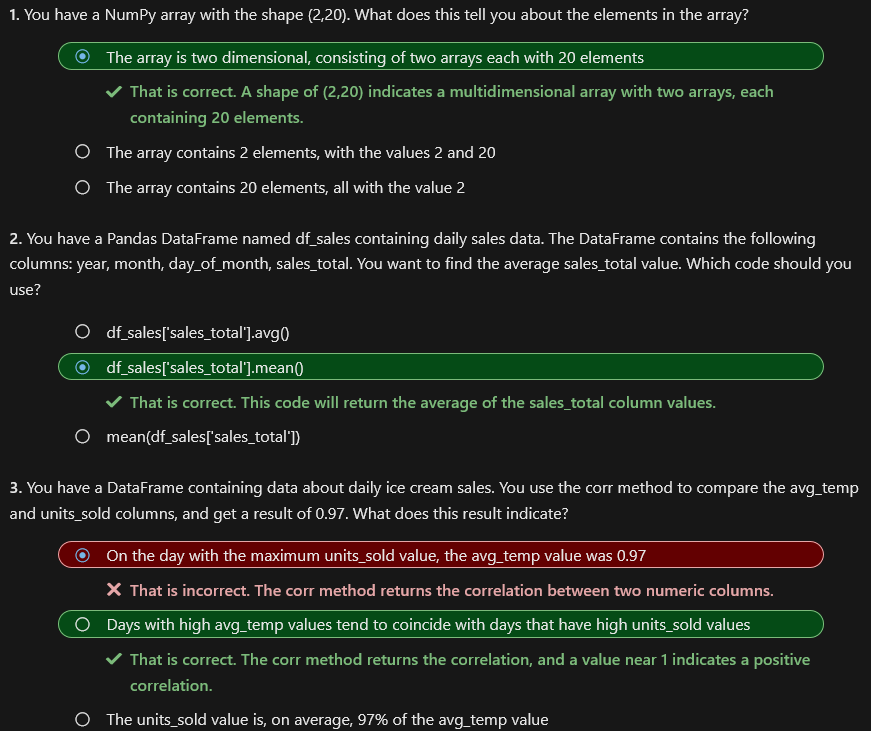 1. You have a NumPy array with the shape (2,20). What does this tell you about the elements in the array?
The array is two dimensional, consisting of two arrays each with 20 elements
That is correct. A shape of (2,20) indicates a multidimensional array with two arrays, each
containing 20 elements.
The array contains 2 elements, with the values 2 and 20
The array contains 20 elements, all with the value 2
2. You have a Pandas DataFrame named df_sales containing daily sales data. The DataFrame contains the following
columns: year, month, day_of_month, sales_total. You want to find the average sales_total value. Which code should you
use?
df_sales['sales_total'].avg()
df_sales['sales_total'].mean()
That is correct. This code will return the average of the sales_total column values.
mean(df_sales['sales_total'])
3. You have a DataFrame containing data about daily ice cream sales. You use the corr method to compare the avg_temp
and units_sold columns, and get a result of 0.97. What does this result indicate?
On the day with the maximum units_sold value, the avg_temp value was 0.97
That is incorrect. The corr method returns the correlation between two numeric columns.
Days with high avg_temp values tend to coincide with days that have high units_sold values
That is correct. The corr method returns the correlation, and a value near 1 indicates a positive
correlation.
The units_sold value is, on average, 97% of the avg_temp value